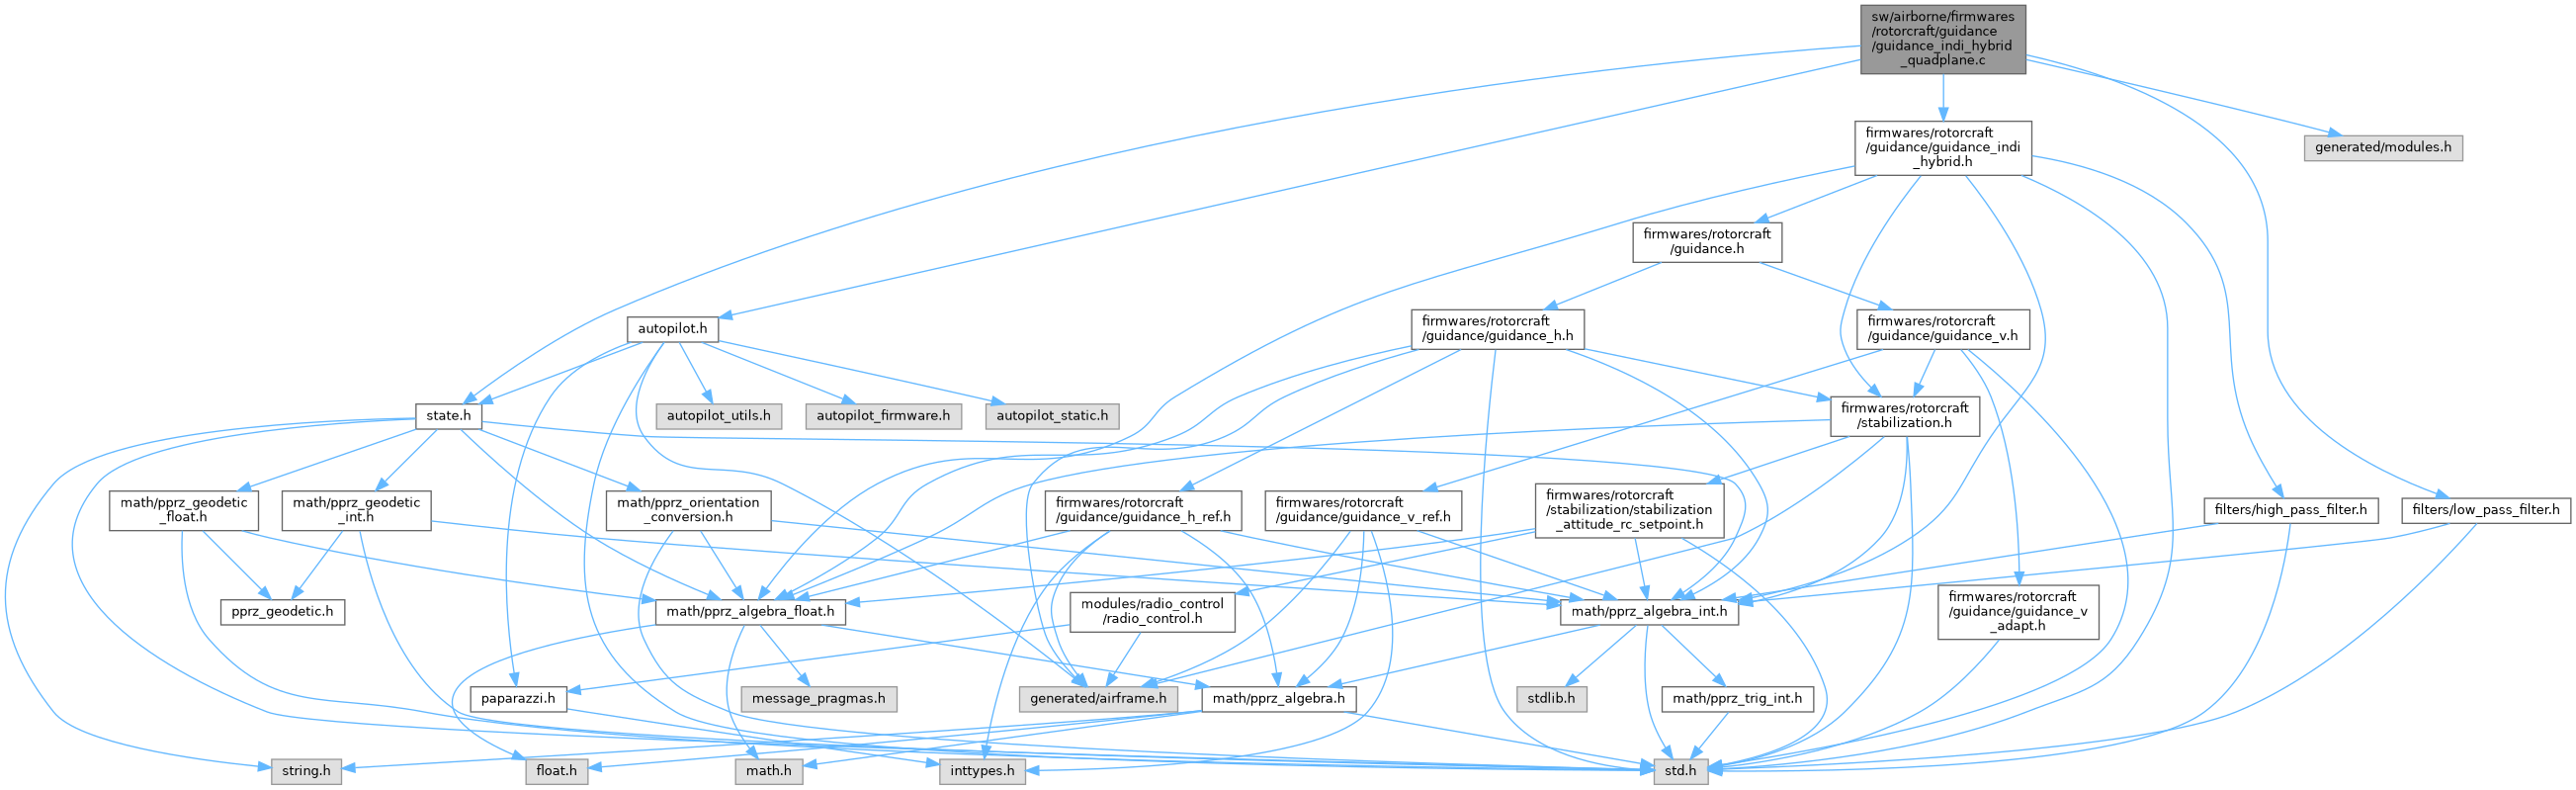 sw/airborne/firmwares
/rotorcraft/guidance
/guidance_indi_hybrid
_quadplane.c
firmwares/rotorcraft
/guidance/guidance_indi
_hybrid.h
generated/modules.h
firmwares/rotorcraft
/guidance.h
autopilot.h
firmwares/rotorcraft
/guidance/guidance_h.h
firmwares/rotorcraft
/guidance/guidance_v.h
state.h
autopilot_utils.h
autopilot_firmware.h
autopilot_static.h
firmwares/rotorcraft
/stabilization.h
math/pprz_geodetic
_float.h
math/pprz_geodetic
_int.h
math/pprz_orientation
_conversion.h
firmwares/rotorcraft
/guidance/guidance_h_ref.h
firmwares/rotorcraft
/guidance/guidance_v_ref.h
firmwares/rotorcraft
/stabilization/stabilization
_attitude_rc_setpoint.h
filters/high_pass_filter.h
filters/low_pass_filter.h
pprz_geodetic.h
math/pprz_algebra_float.h
modules/radio_control
/radio_control.h
math/pprz_algebra_int.h
firmwares/rotorcraft
/guidance/guidance_v
_adapt.h
paparazzi.h
message_pragmas.h
generated/airframe.h
math/pprz_algebra.h
stdlib.h
math/pprz_trig_int.h
string.h
float.h
math.h
inttypes.h
std.h